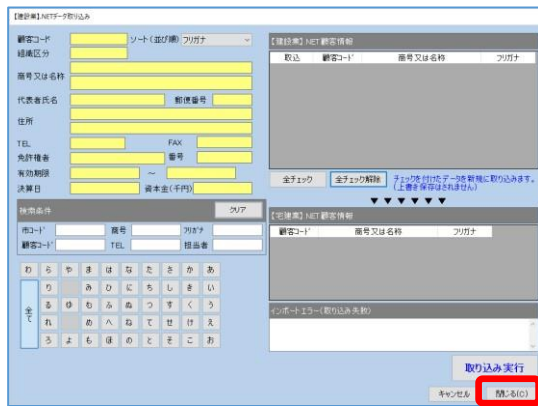 【建設業】.NETデータ取り込み
顧客コード
ソート(並び順) フリガナ
組織区分
商号又は名称
代表者氏名
郵便番号
住所
TEL
FAX
免許権者
番号
有効期限
～
決算日
資本金(千円)
検索条件
クリア
市コード
商号
フリガナ
顧客コード
TEL
担当者
わ ら や ま は な た さ か あ
り み ひ に ち し き い
る ゆ む ふ ぬ つ す く う
れ め へ ね て せ け え
ろ よ も ほ の と そ こ お
全て
【建設業】NET顧客情報
取込 顧客コード 商号又は名称 フリガナ
全チェック
全チェック解除
チェックを付けたデータを新規に取り込みます。
(上書き保存はされません)
▼ ▼ ▼ ▼ ▼ ▼
【宅建業】NET顧客情報
顧客コード 商号又は名称 フリガナ
インポートエラー(取り込み失敗)
取り込み実行
キャンセル
閉じる(C)